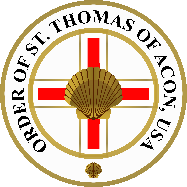 ORDER OF ST. THOMAS OF ACON, USA